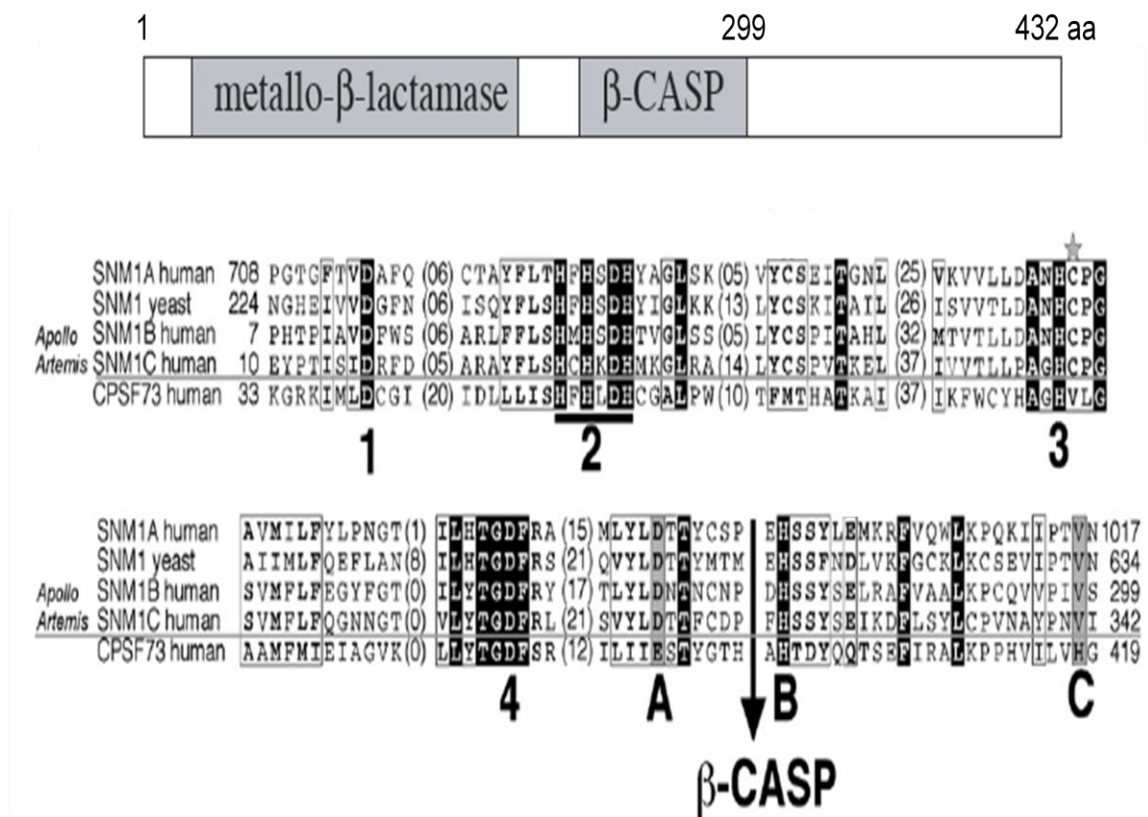 1 299 432 aa
metallo-β-lactamase β-CASP
SNM1A human 708 PGTGFTVDAFQ (06) CTAYFLTHFHSDHYAGLSK (05) VYCSEITGNL (25) VKVVLLDANHCPG
SNM1 yeast 224 NGHEIVVDGFN (06) ISQYFLSHFHSDHYIGLKK (13) LYCSKITAIL (26) ISVVTLDANHCPG
Apollo SNM1B human 7 PHTPIAVDFWS (06) ARLFFLSHMHSDHTVGLSS (05) LYCSPITAHL (32) MTVTLLDANHCPG
Artemis SNM1C human 10 EYPTISIDRFD (05) ARAYFLSHCHKDHMKGLRA (14) LYCSPVTKEL (37) IVVTLLPAGHCPG
CPSF73 human 33 KGRKIMLDCGI (20) IDLLLISHFHLDHCGALPW (10) TFMTHATKAI (37) IKFWCYHAGHVLG
1 2 3
SNM1A human AVMILFYLPNGT (1) ILHTGDFRA (15) MLYLDTTYCSP EHSSYLEMKRFVQWLKPQKIIPTVN 1017
SNM1 yeast AIIMLFQEFLAN (8) ILHTGDFRS (21) QVYLDTTYMTM EHSSFNDLVKFGCKLKCSEVIPTVN 634
Apollo SNM1B human SVMFLFEGYFGT (0) ILYTGDFRY (17) TLYLDNTNCNP DHSSYSELRAFVAALKPCQVVPIVS 299
Artemis SNM1C human SVMFLFQGNNGT (0) VLYTGDFRL (21) SVYLDTTFCDP FHSSYSEIKDFLSYLCPVNAYPNVI 342
CPSF73 human AAMFMIEIAGVK (0) LLYTGDFSR (12) ILIIESTYGTH AHTDYQQTSEFIRALKPPHVILVHG 419
4 A B C
β-CASP